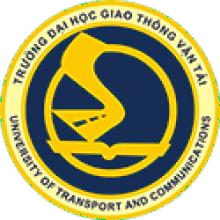 TRƯỜNG ĐẠI HỌC GIAO THÔNG VẬN TẢI
UNIVERSITY OF TRANSPORT AND COMMUNICATIONS